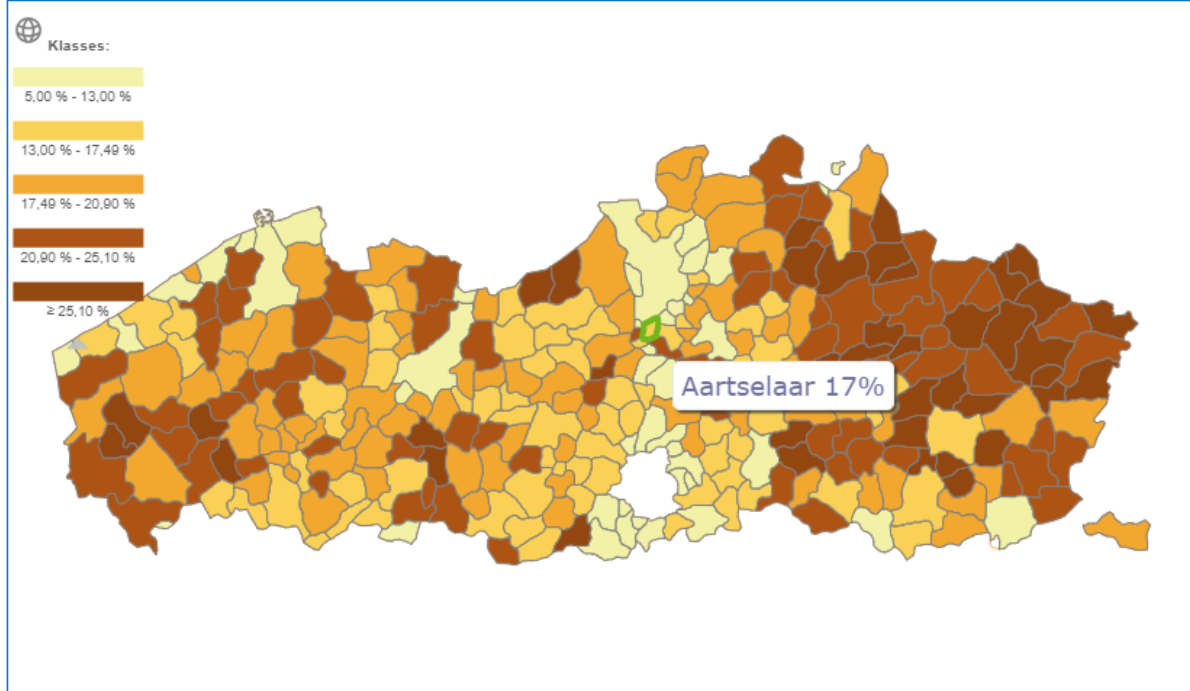 Klasses:
5,00 % - 13,00 %
13,00 % - 17,49 %
17,49 % - 20,90 %
20,90 % - 25,10 %
≥ 25,10 %
Aartselaar 17%